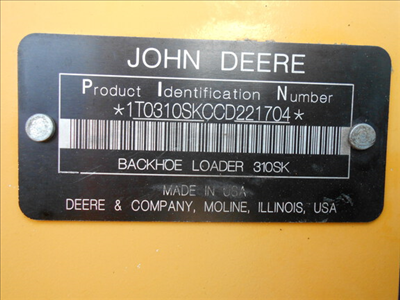 JOHN DEERE
Product Identification Number
*1T0310SKCCD221704*
BACKHOE LOADER 310SK
MADE IN USA
DEERE & COMPANY, MOLINE, ILLINOIS, USA